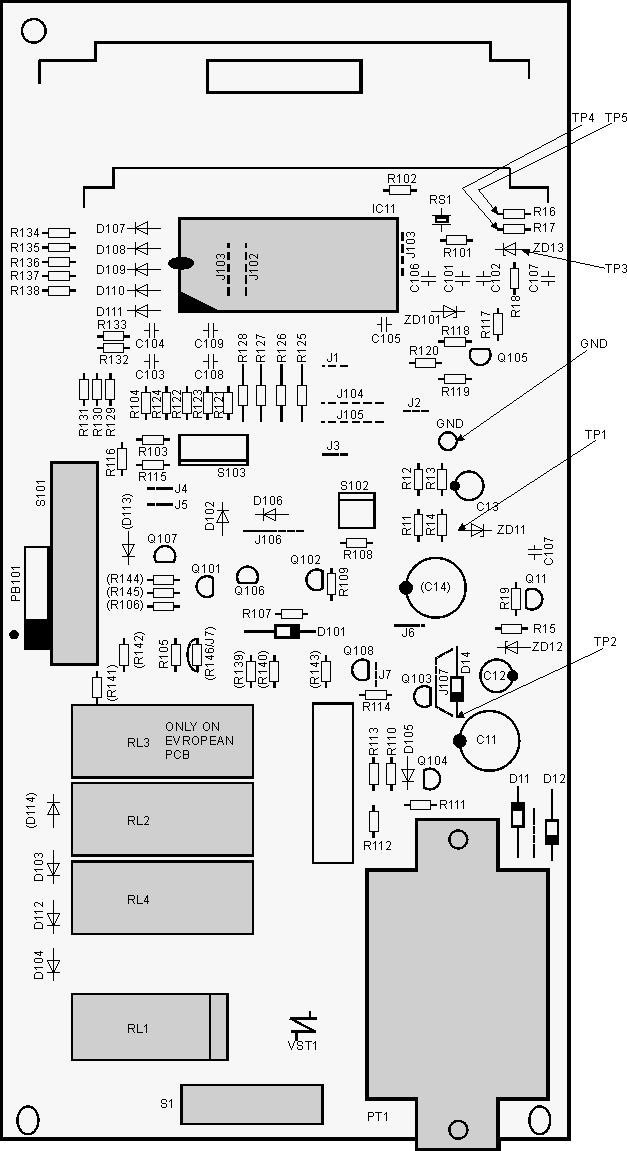 TP4 TP5
R102
RS1
R16
IC11
R134 D107
R17
R135 D108
R101
ZD13
R136
D109
J103
J102
J103
C106
C101
C102
C107
TP3
R137
R138
D110
R18
D111
ZD101
R133
C104
C109
C105
R118
R117
GND
R132
R128
R127
R126
R125
J1
R120
Q105
C103
C108
R119
R131
R130
R129
R104
R124
R122
R123
R121
J104
J105
J2
GND
TP1
R103
R116
R115
S103
J3
R12
R13
S101
J4
J5
S102
C13
(D113)
D102
D106
R11
R14
ZD11
J106
Q107
R108
C107
PB101
Q102
(R144)
Q101
Q106
R109
(C14)
Q11
(R145)
R19
(R106)
R107
D101
J6
R15
TP2
(R142)
R105
(R146/J7)
ZD12
Q108
D14
(R141)
(R139)
(R140)
(R143)
J7
Q103
J107
C12
R114
ONLY ON
EVROPEAN
PCB
RL3
R113
R110
D105
C11
Q104
D11
D12
(D114)
RL2
R111
R112
D103
RL4
D112
D104
RL1
VST1
S1
PT1